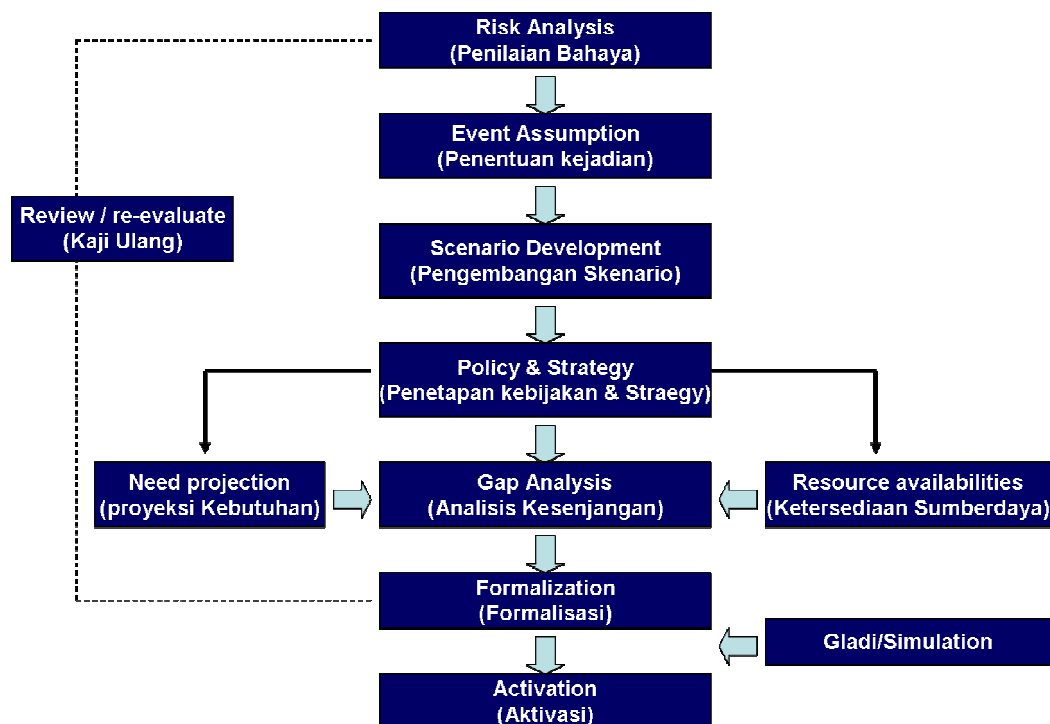 Risk Analysis
(Penilaian Bahaya)
Event Assumption
(Penentuan kejadian)
Review / re-evaluate
(Kaji Ulang)
Scenario Development
(Pengembangan Skenario)
Policy & Strategy
(Penetapan kebijakan & Straegy)
Need projection
(proyeksi Kebutuhan)
Gap Analysis
(Analisis Kesenjangan)
Resource availabilities
(Ketersediaan Sumberdaya)
Formalization
(Formalisasi)
Gladi/Simulation
Activation
(Aktivasi)